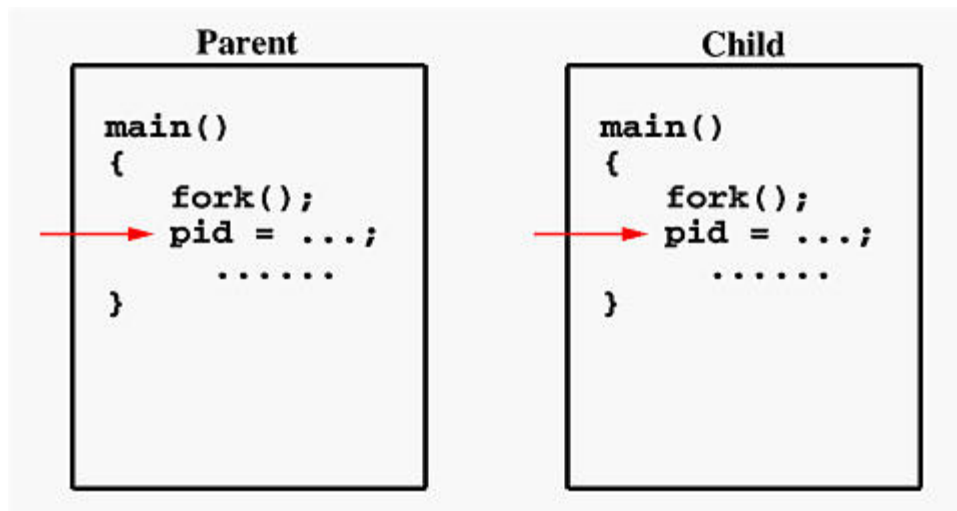 Parent
main()
{
fork();
pid = ...;
......
}
Child
main()
{
fork();
pid = ...;
......
}